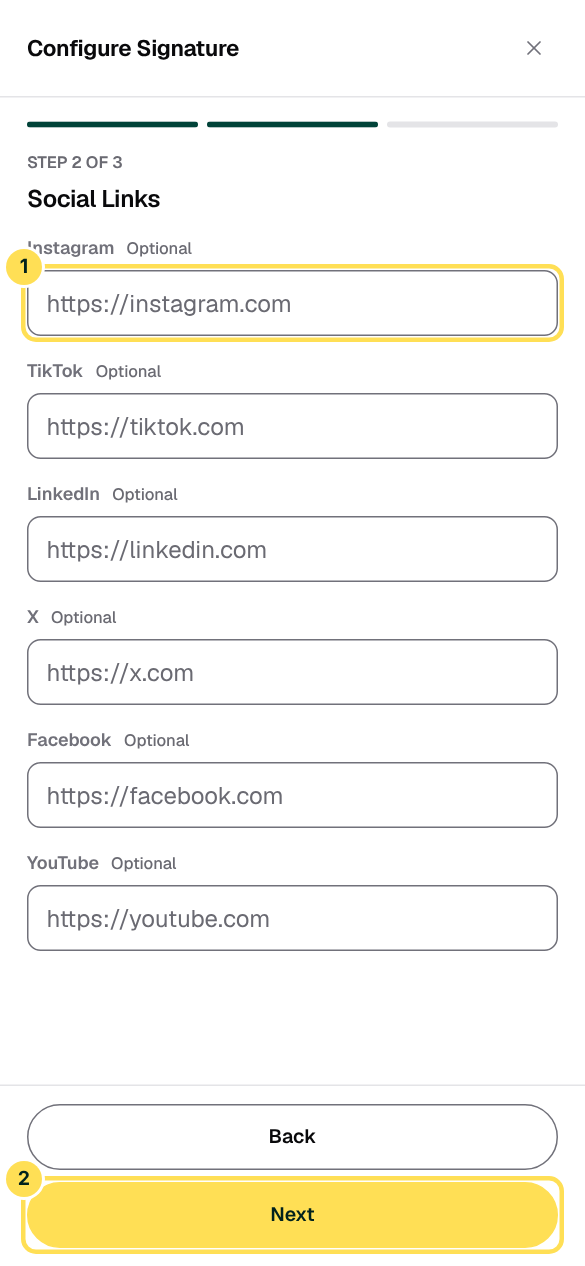 Configure Signature
STEP 2 OF 3
Social Links
Instagram Optional
1
https://instagram.com
TikTok Optional
https://tiktok.com
LinkedIn Optional
https://linkedin.com
X Optional
https://x.com
Facebook Optional
https://facebook.com
YouTube Optional
https://youtube.com
Back
2
Next